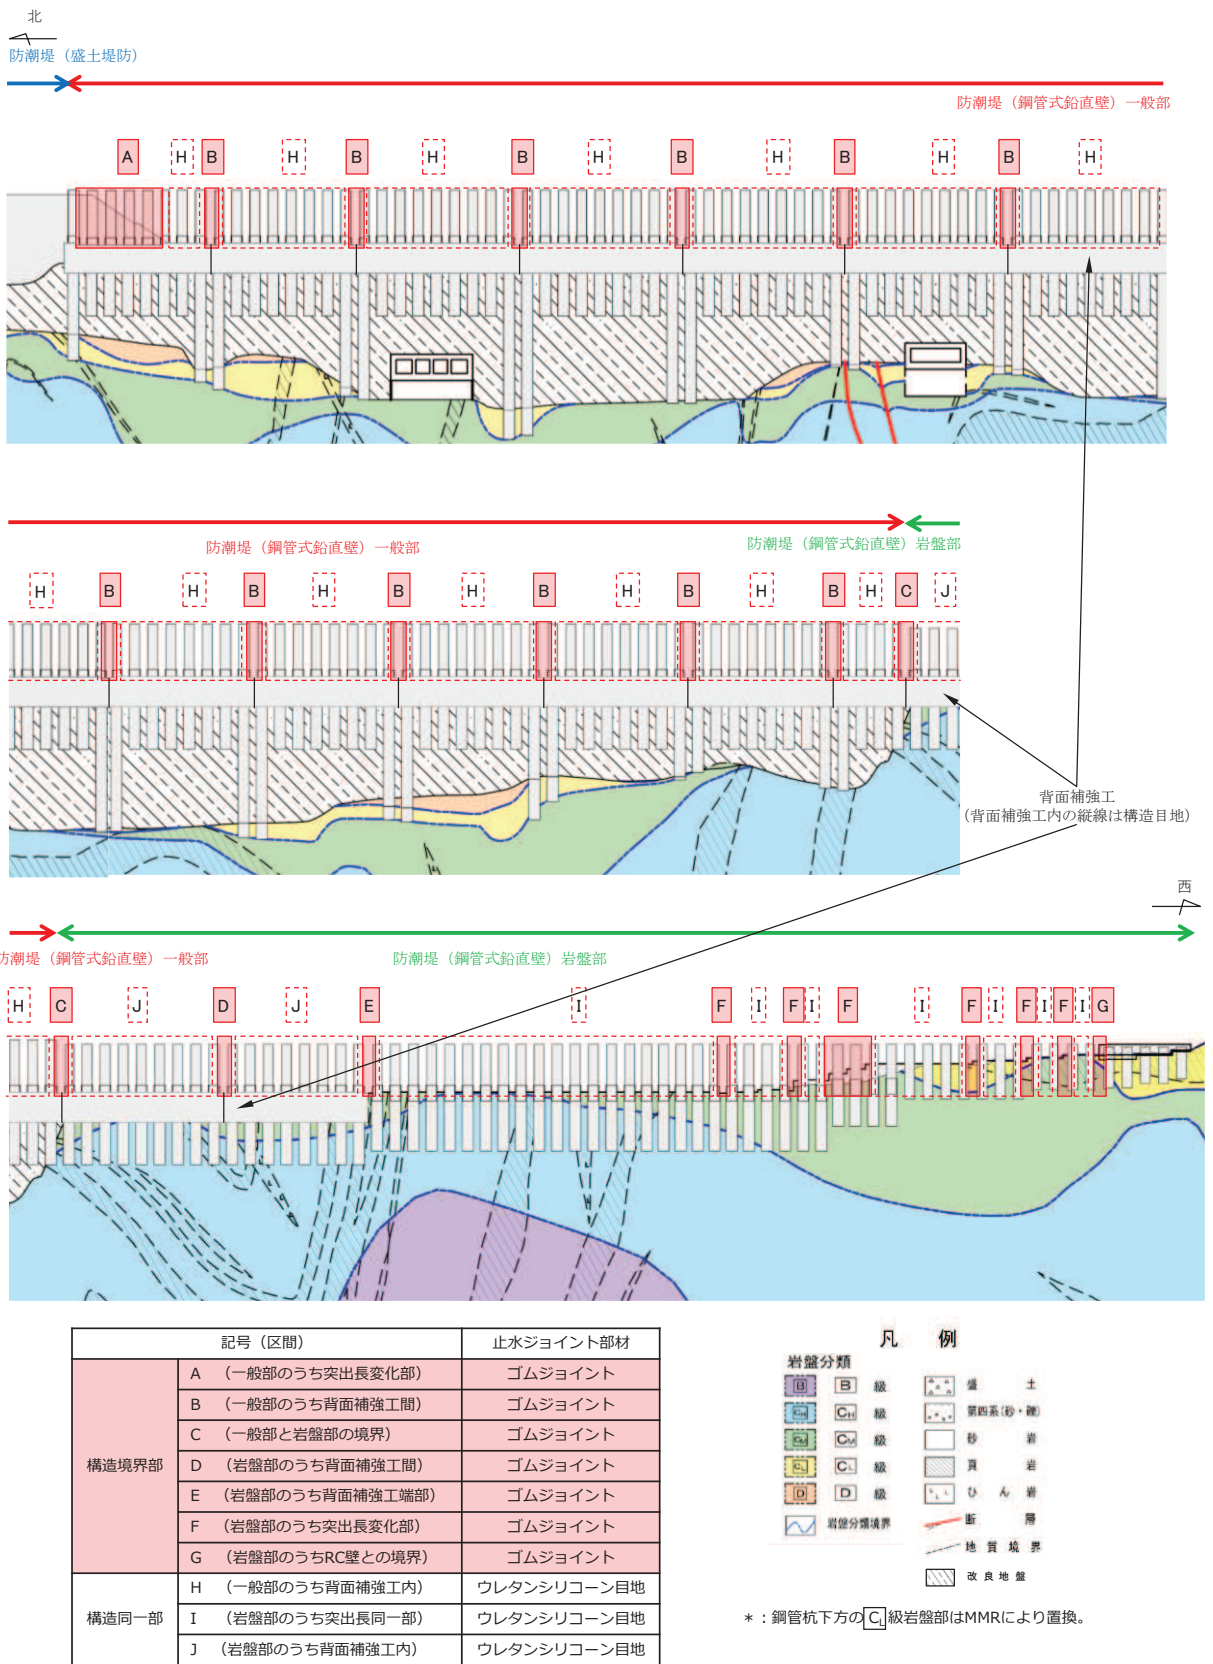 北
防潮堤（盛土堤防）
防潮堤（鋼管式鉛直壁）一般部
A H B H B H B H B H B H B H
防潮堤（鋼管式鉛直壁）一般部
防潮堤（鋼管式鉛直壁）岩盤部
H B H B H B H B H B H B H C J
背面補強工
（背面補強工内の縦線は構造目地）
西
防潮堤（鋼管式鉛直壁）一般部
防潮堤（鋼管式鉛直壁）岩盤部
H C J D J E I F I F I F I F I F I F I G
記号（区間） 止水ジョイント部材
構造境界部
A （一般部のうち突出長変化部） ゴムジョイント
B （一般部のうち背面補強工間） ゴムジョイント
C （一般部と岩盤部の境界） ゴムジョイント
D （岩盤部のうち背面補強工間） ゴムジョイント
E （岩盤部のうち背面補強工端部） ゴムジョイント
F （岩盤部のうち突出長変化部） ゴムジョイント
G （岩盤部のうちRC壁との境界） ゴムジョイント
構造同一部
H （一般部のうち背面補強工内） ウレタンシリコーン目地
I （岩盤部のうち突出長同一部） ウレタンシリコーン目地
J （岩盤部のうち背面補強工内） ウレタンシリコーン目地
凡 例
岩盤分類
B B 級
CH CH 級
CM CM 級
CL CL 級
D D 級
岩盤分類境界
盛 土
第四系(砂・礫)
砂 岩
頁 岩
ひ ん 岩
断 層
地 質 境 界
改 良 地 盤
＊：鋼管杭下方のCL級岩盤部はMMRにより置換。